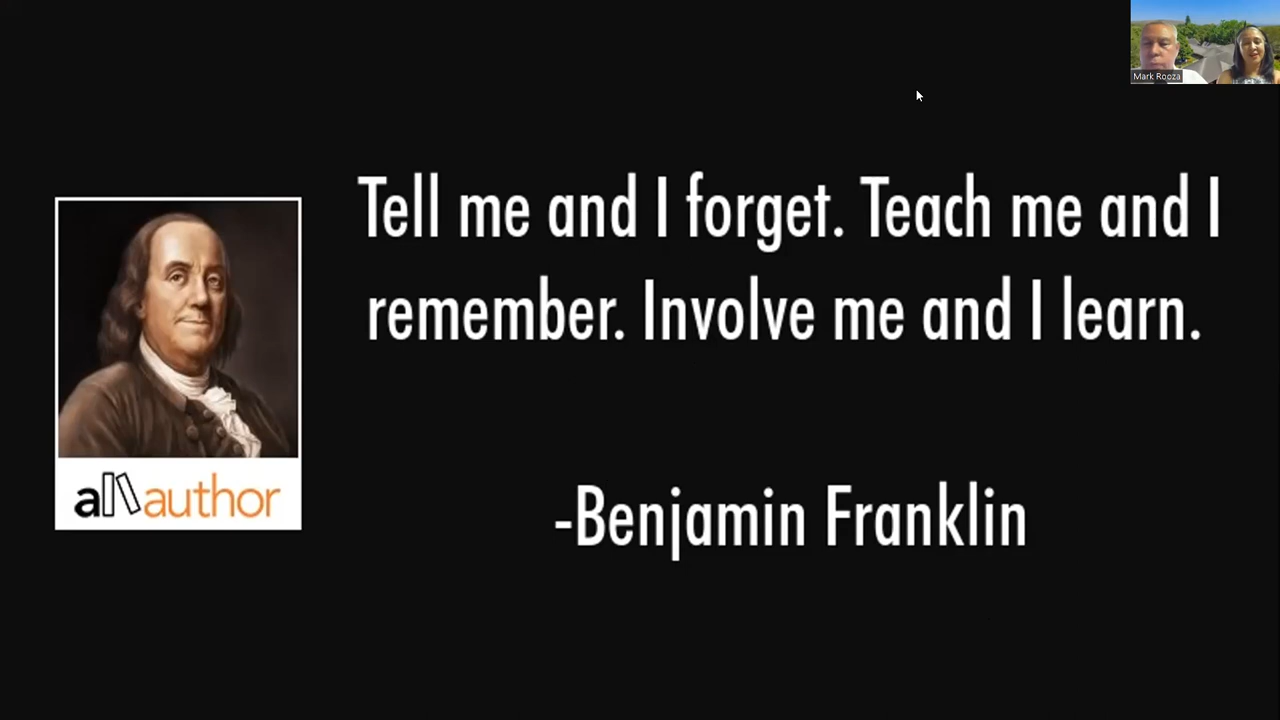 Mark Rooza
Tell me and I forget. Teach me and I
remember. Involve me and I learn.
-Benjamin Franklin
allauthor